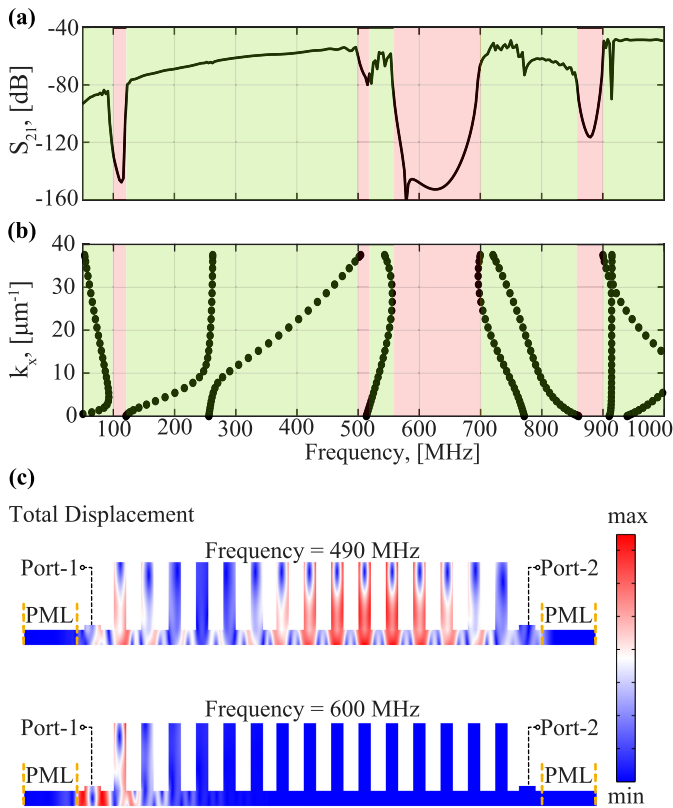 (a)
-40
-80
-120
-160
S21, [dB]
(b)
40
30
20
10
0
kx, [µm-1]
100 200 300 400 500 600 700 800 900 1000
Frequency, [MHz]
(c)
Total Displacement
max
Frequency = 490 MHz
Port-1
Port-2
PML
PML
Frequency = 600 MHz
Port-1
Port-2
PML
PML
min